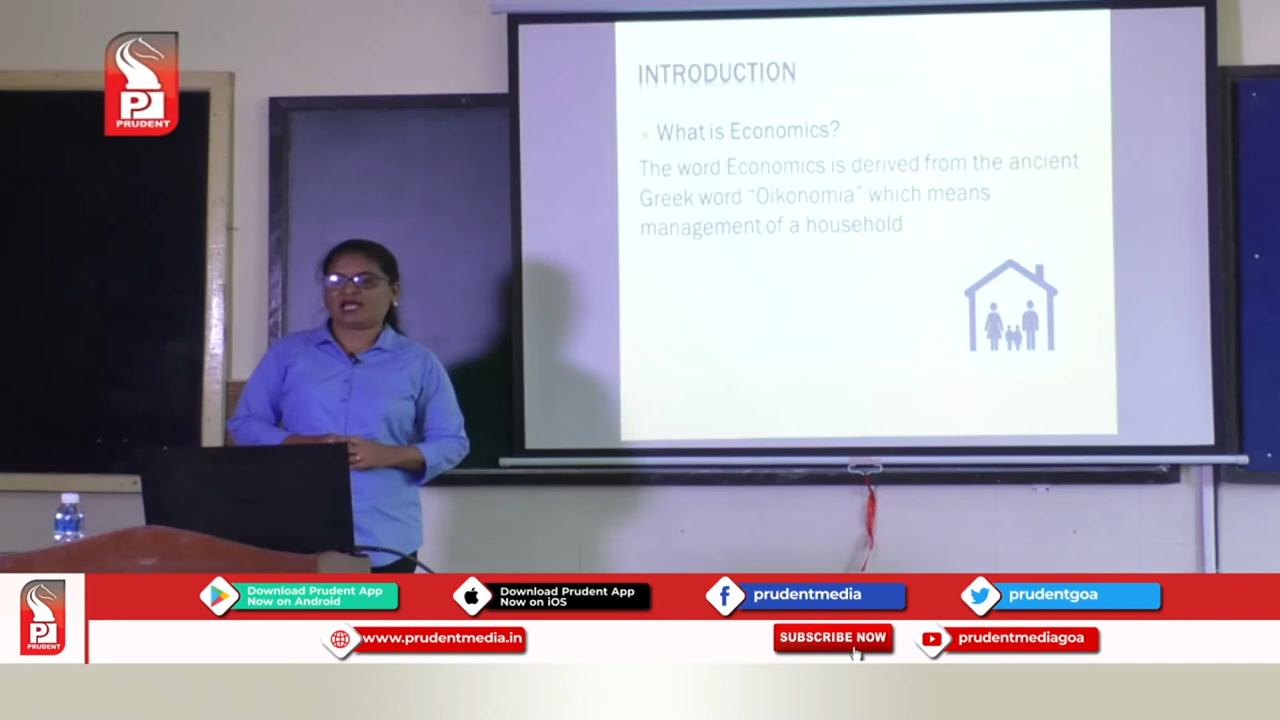 PRUDENT
INTRODUCTION
What is Economics?
The word Economics is derived from the ancient
Greek word “Oikonomia” which means
management of a household
PRUDENT
Download Prudent App
Now on Android
Download Prudent App
Now on iOS
prudentmedia
prudentgoa
www.prudentmedia.in
SUBSCRIBE NOW
prudentmediagoa